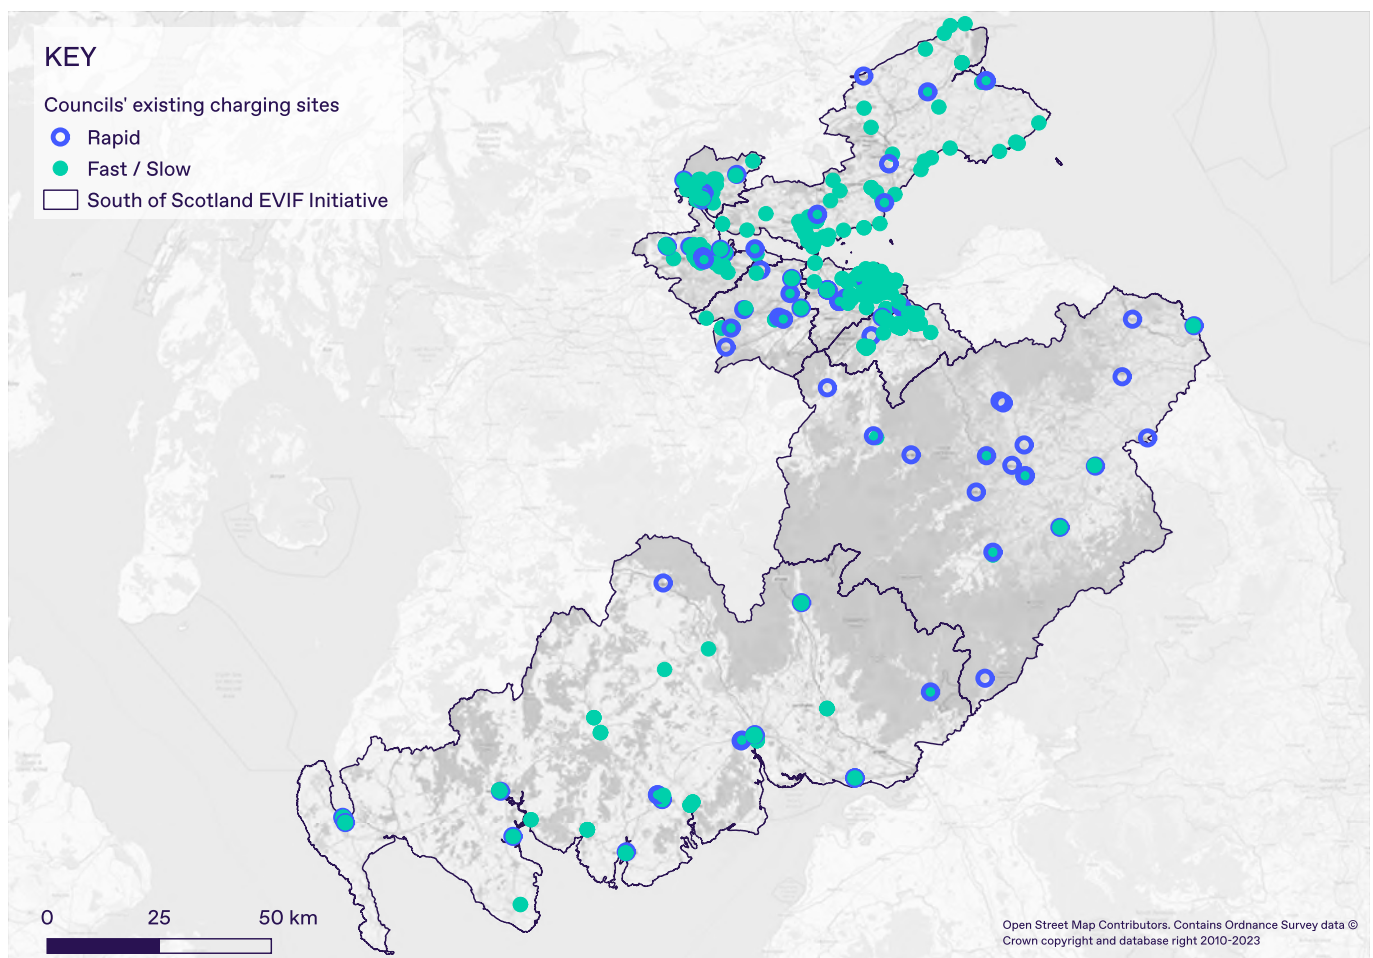 KEY
Councils' existing charging sites
Rapid
Fast / Slow
South of Scotland EVIF Initiative
0 25 50 km
Open Street Map Contributors. Contains Ordnance Survey data ©
Crown copyright and database right 2010-2023